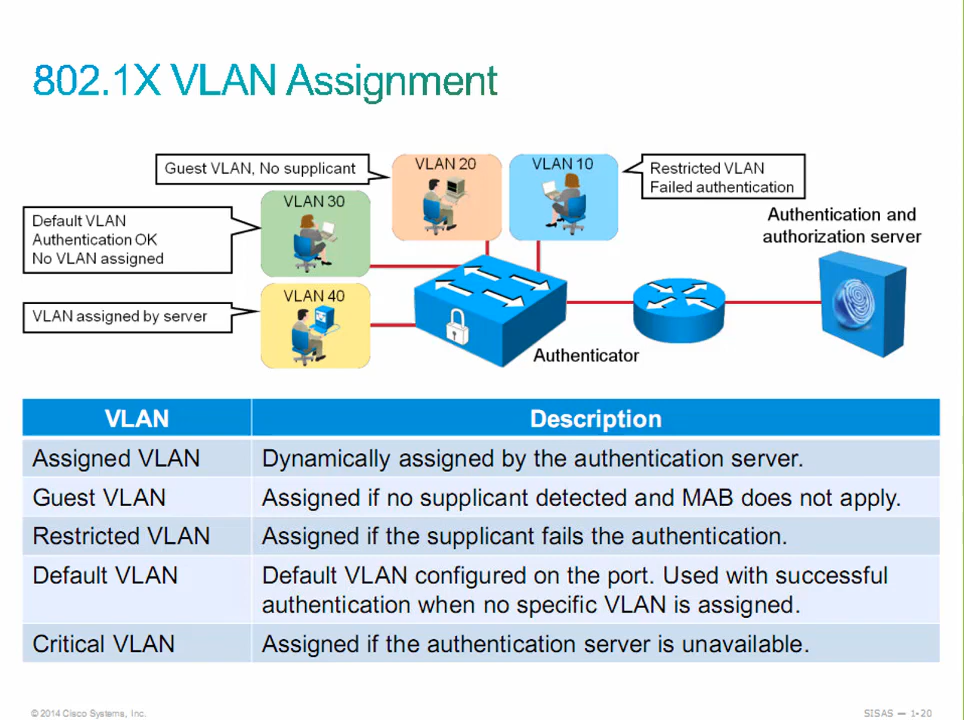 802.1X VLAN Assignment
Guest VLAN, No supplicant
VLAN 20
VLAN 10
Restricted VLAN
Failed authentication
VLAN 30
Default VLAN
Authentication OK
No VLAN assigned
Authentication and
authorization server
VLAN 40
VLAN assigned by server
Authenticator
VLAN Description
Assigned VLAN Dynamically assigned by the authentication server.
Guest VLAN Assigned if no supplicant detected and MAB does not apply.
Restricted VLAN Assigned if the supplicant fails the authentication.
Default VLAN Default VLAN configured on the port. Used with successful
authentication when no specific VLAN is assigned.
Critical VLAN Assigned if the authentication server is unavailable.
© 2014 Cisco Systems, Inc. SISAS — 1-20